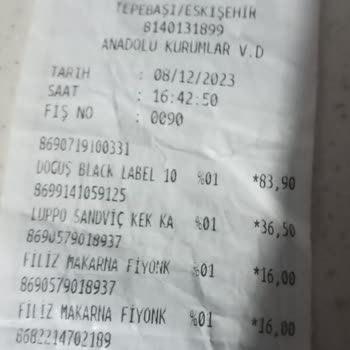 TEPEBAŞI/ESKİŞEHİR
8140131899
ANADOLU KURUMLAR V.D
TARİH : 08/12/2023
SAAT : 16:42:50
FİŞ NO : 0090
8690719100331
DOĞUŞ BLACK LABEL 10 %01 *83,90
8699141059125
LUPPO SANDVİÇ KEK KA %01 *36,50
8690579018937
FİLİZ MAKARNA FİYONK %01 *16,00
8690579018937
FİLİZ MAKARNA FİYONK %01 *16,00
8682214702189